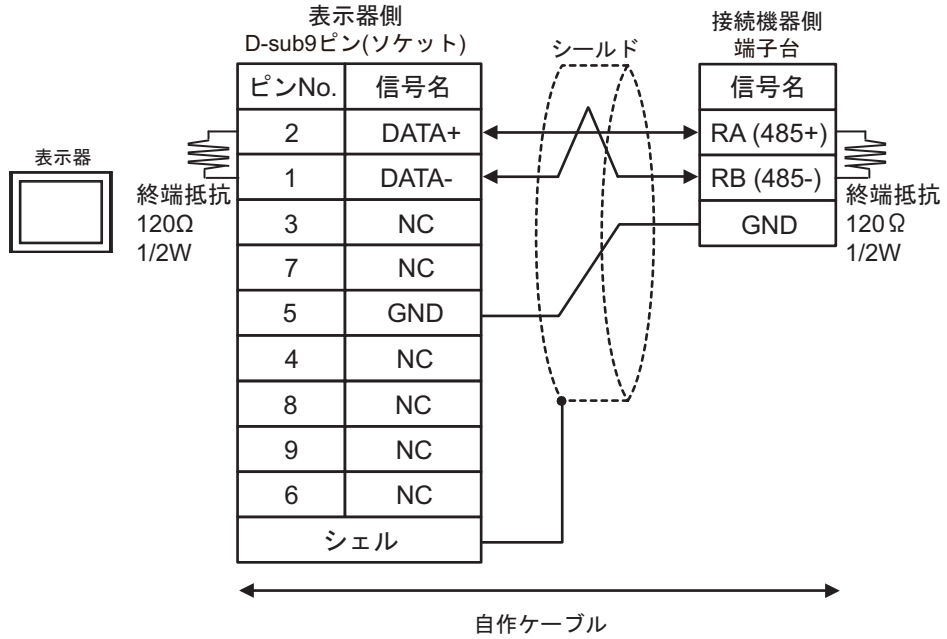 表示器側
D-sub9ピン(ソケット)
接続機器側
端子台
シールド
ピンNo. 信号名
信号名
2 DATA+
RA (485+)
1 DATA-
RB (485-)
3 NC
GND
7 NC
5 GND
4 NC
8 NC
9 NC
6 NC
シェル
表示器
終端抵抗
120Ω
1/2W
終端抵抗
120Ω
1/2W
自作ケーブル